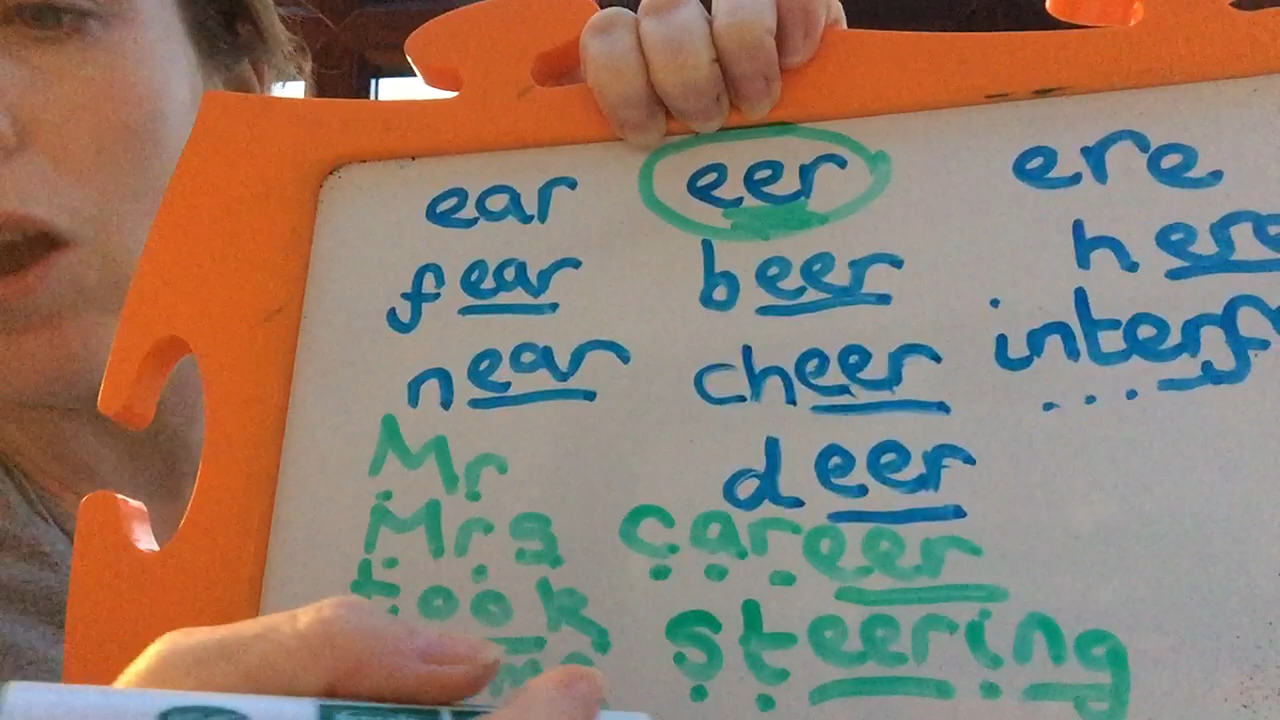 ear eer ere
fear beer here
near cheer interf
Mr deer
Mrs career
took steering